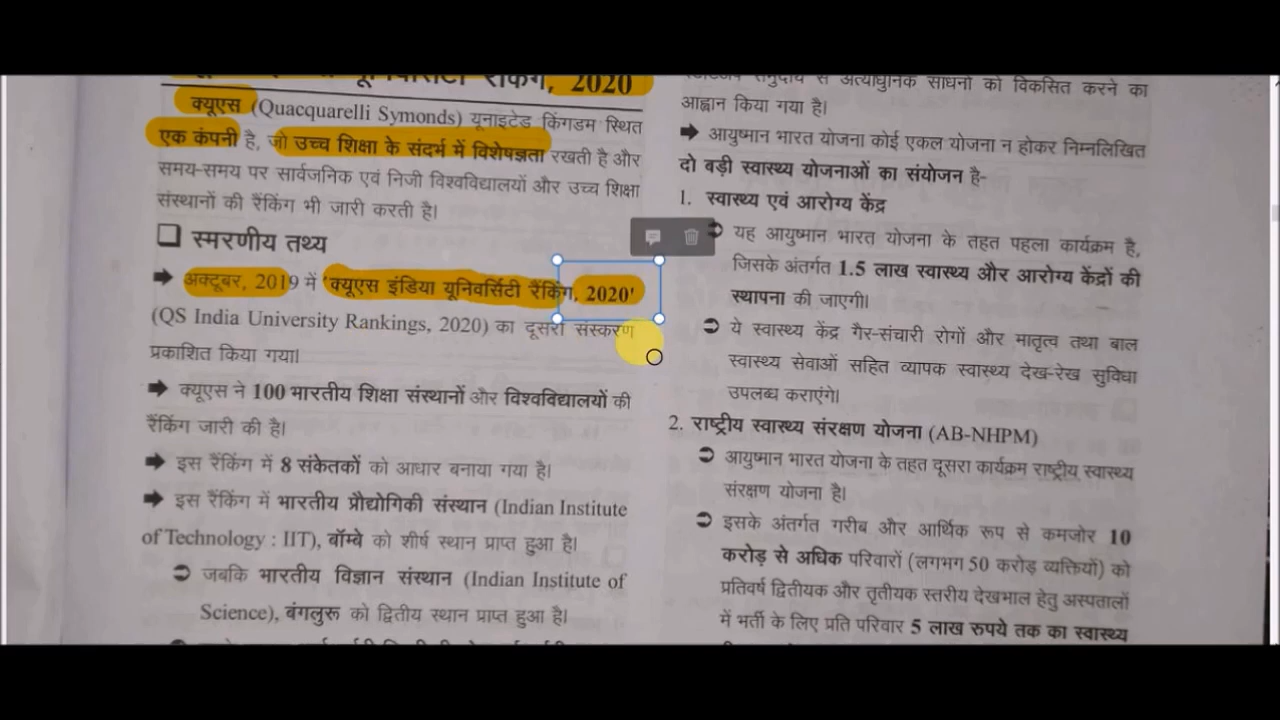 रैंकिंग, 2020
क्यूएस (Quacquarelli Symonds) यूनाइटेड किंगडम स्थित
एक कंपनी है, जो उच्च शिक्षा के संदर्भ में विशेषज्ञता रखती है और
समय-समय पर सार्वजनिक एवं निजी विश्वविद्यालयों और उच्च शिक्षा
संस्थानों की रैंकिंग भी जारी करती है।
स्मरणीय तथ्य
अक्टूबर, 2019 में 'क्यूएस इंडिया यूनिवर्सिटी रैंकिंग, 2020'
(QS India University Rankings, 2020) का दूसरा संस्करण
प्रकाशित किया गया।
क्यूएस ने 100 भारतीय शिक्षा संस्थानों और विश्वविद्यालयों की
रैंकिंग जारी की है।
इस रैंकिंग में 8 संकेतकों को आधार बनाया गया है।
इस रैंकिंग में भारतीय प्रौद्योगिकी संस्थान (Indian Institute
of Technology : IIT), बॉम्बे को शीर्ष स्थान प्राप्त हुआ है।
जबकि भारतीय विज्ञान संस्थान (Indian Institute of
Science), बंगलुरू को द्वितीय स्थान प्राप्त हुआ है।
समुदाय से अत्याधुनिक साधनों को विकसित करने का
आह्वान किया गया है।
आयुष्मान भारत योजना कोई एकल योजना न होकर निम्नलिखित
दो बड़ी स्वास्थ्य योजनाओं का संयोजन है-
1. स्वास्थ्य एवं आरोग्य केंद्र
यह आयुष्मान भारत योजना के तहत पहला कार्यक्रम है,
जिसके अंतर्गत 1.5 लाख स्वास्थ्य और आरोग्य केंद्रों की
स्थापना की जाएगी।
ये स्वास्थ्य केंद्र गैर-संचारी रोगों और मातृत्व तथा बाल
स्वास्थ्य सेवाओं सहित व्यापक स्वास्थ्य देख-रेख सुविधा
उपलब्ध कराएंगे।
2. राष्ट्रीय स्वास्थ्य संरक्षण योजना (AB-NHPM)
आयुष्मान भारत योजना के तहत दूसरा कार्यक्रम राष्ट्रीय स्वास्थ्य
संरक्षण योजना है।
इसके अंतर्गत गरीब और आर्थिक रूप से कमजोर 10
करोड़ से अधिक परिवारों (लगभग 50 करोड़ व्यक्तियों) को
प्रतिवर्ष द्वितीयक और तृतीयक स्तरीय देखभाल हेतु अस्पतालों
में भर्ती के लिए प्रति परिवार 5 लाख रुपये तक का स्वास्थ्य